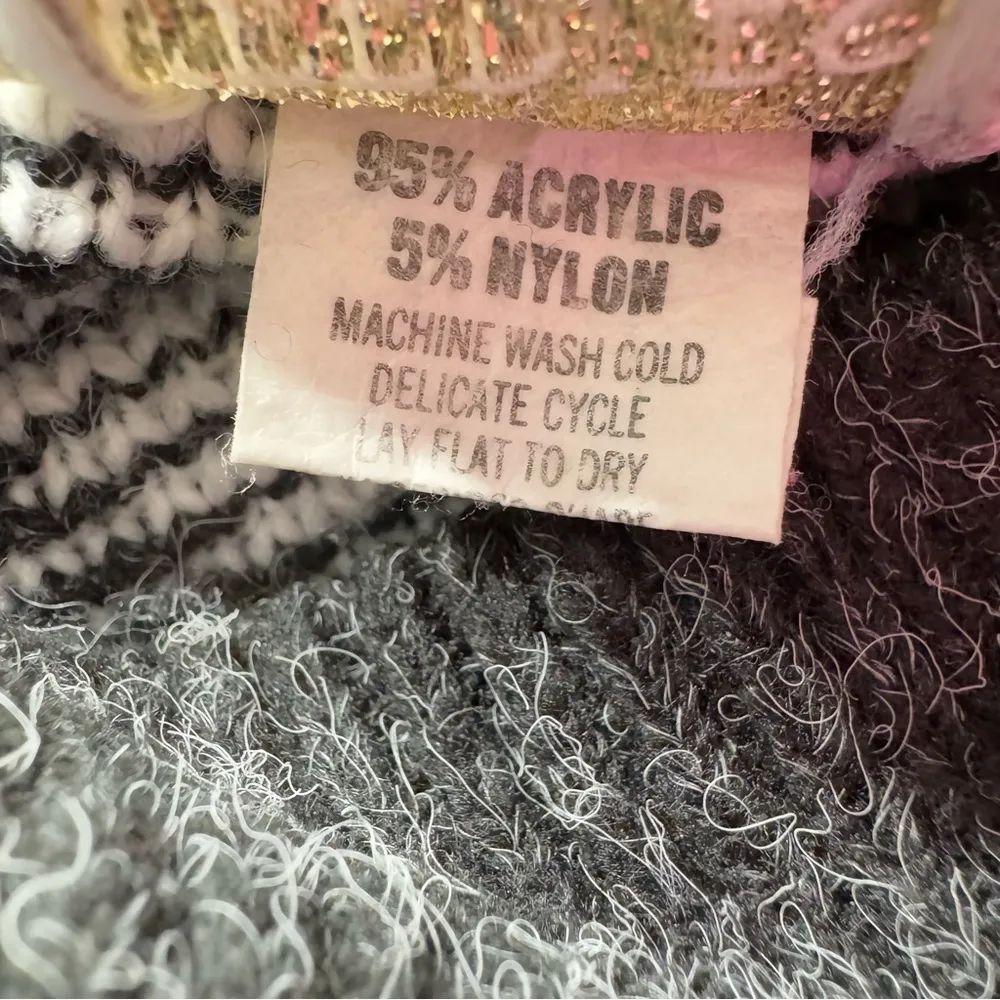 95% ACRYLIC
5% NYLON
MACHINE WASH COLD
DELICATE CYCLE
LAY FLAT TO DRY